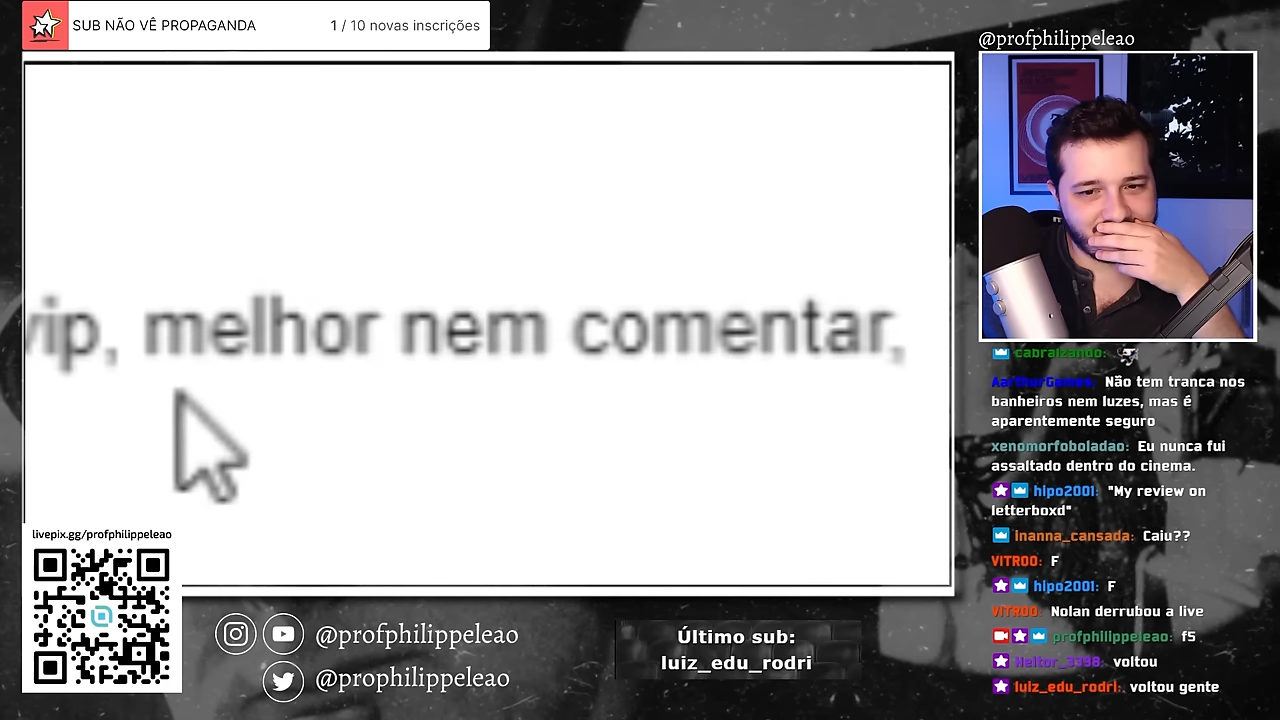 SUB NÃO VÊ PROPAGANDA 1 / 10 novas inscrições
@profphilippeleao
vip, melhor nem comentar,
cabralzando:
AarthurGames: Não tem tranca nos
banheiros nem luzes, mas é
aparentemente seguro
xenomorfoboladao: Eu nunca fui
assaltado dentro do cinema.
hipo2001: "My review on
letterboxd"
inanna_cansada: Caiu??
VITROO: F
hipo2001: F
VITROO: Nolan derrubou a live
profphilippeleao: f5
Heitor_3398: voltou
luiz_edu_rodri: voltou gente
livepix.gg/profphilippeleao
@profphilippeleao
@prophilippeleao
Último sub:
luiz_edu_rodri